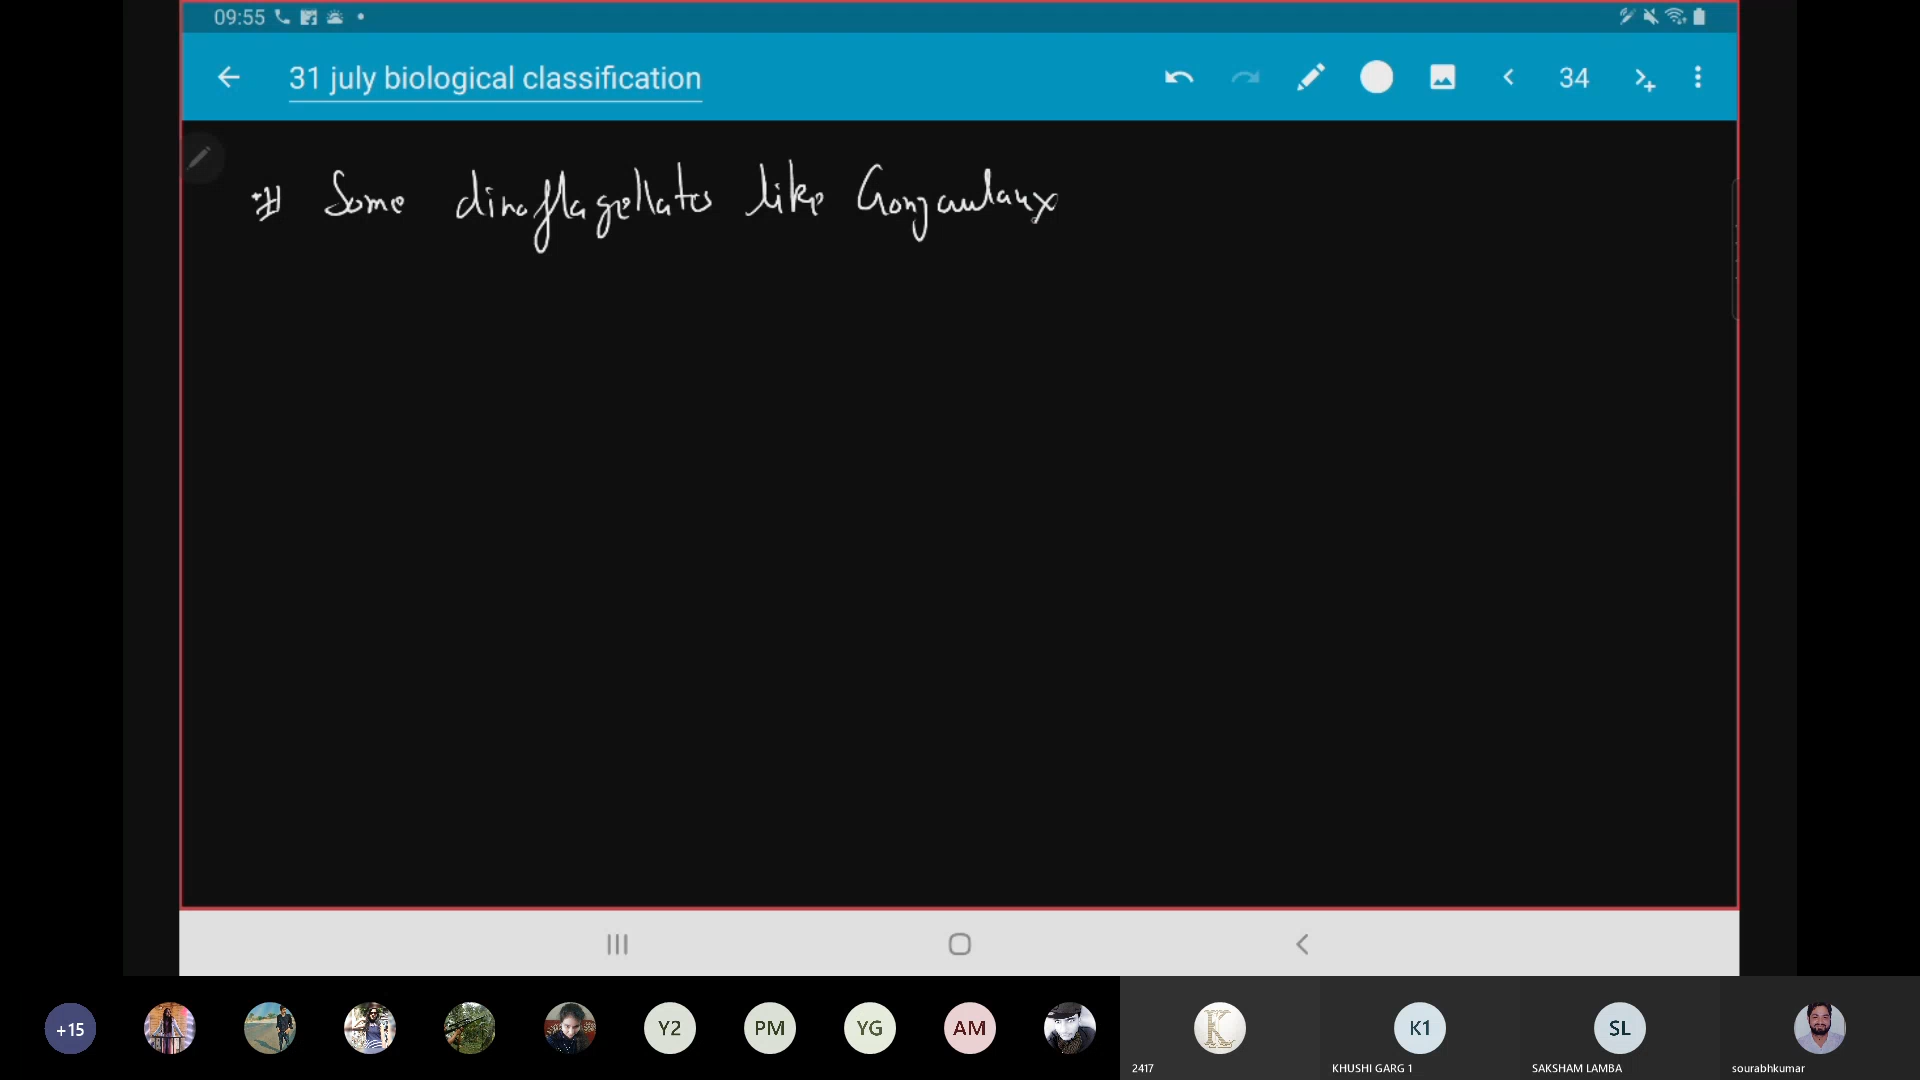 09:55
31 july biological classification
34
# Some dinoflagellates like Gonzaulaux
+15
Y2
PM
YG
AM
K
K1
SL
2417
KHUSHI GARG 1
SAKSHAM LAMBA
sourabhkumar